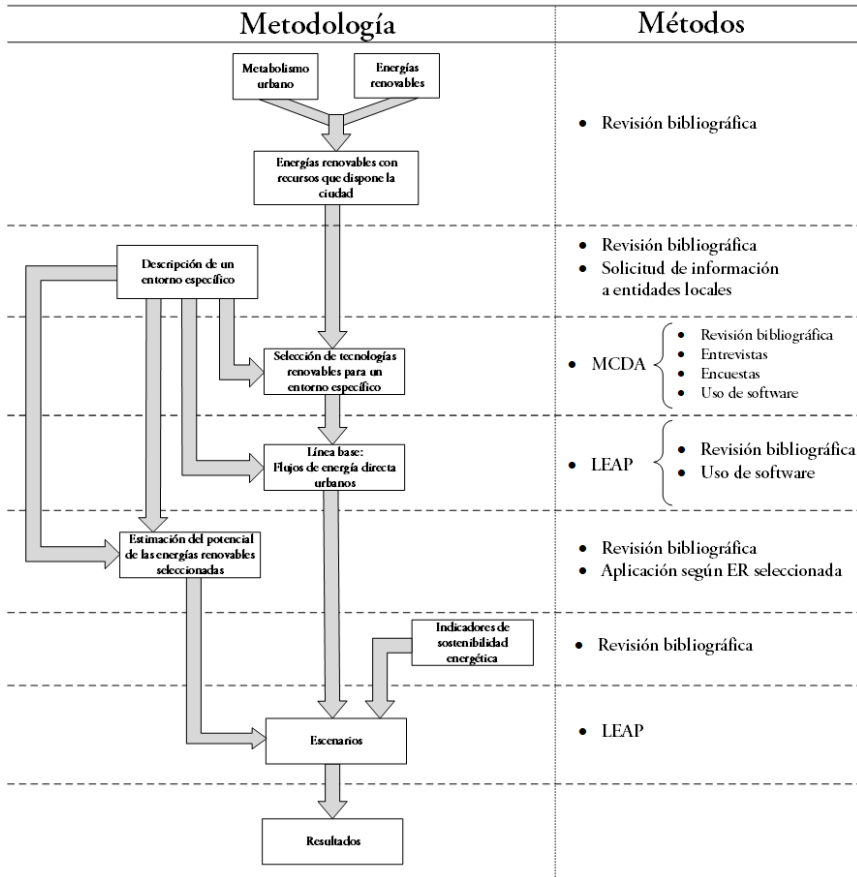 Metodología
Métodos
Metabolismo
urbano
Energías
renovables
• Revisión bibliográfica
Energías renovables con
recursos que dispone la
ciudad
Descripción de un
entorno específico
• Revisión bibliográfica
• Solicitud de información
a entidades locales
Selección de tecnologías
renovables para un
entorno específico
• MCDA
• Revisión bibliográfica
• Entrevistas
• Encuestas
• Uso de software
Línea base:
Flujos de energía directa
urbanos
• LEAP
• Revisión bibliográfica
• Uso de software
Estimación del potencial
de las energías renovables
seleccionadas
• Revisión bibliográfica
• Aplicación según ER seleccionada
Indicadores de
sostenibilidad
energética
• Revisión bibliográfica
Escenarios
• LEAP
Resultados